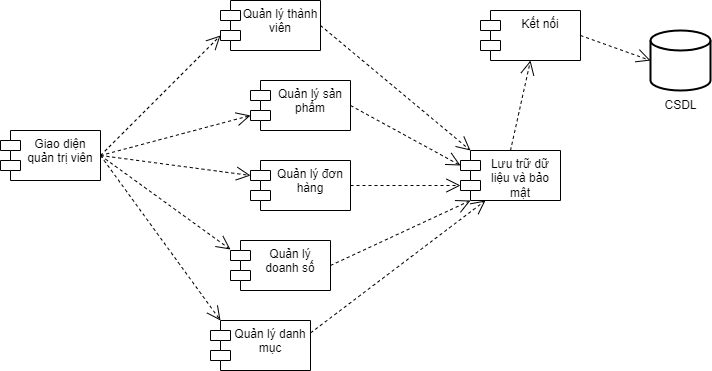 Quản lý thành
viên
Kết nối
CSDL
Quản lý sản
phẩm
Giao diện
quản trị viên
Lưu trữ dữ
liệu và bảo
mật
Quản lý đơn
hàng
Quản lý
doanh số
Quản lý danh
mục